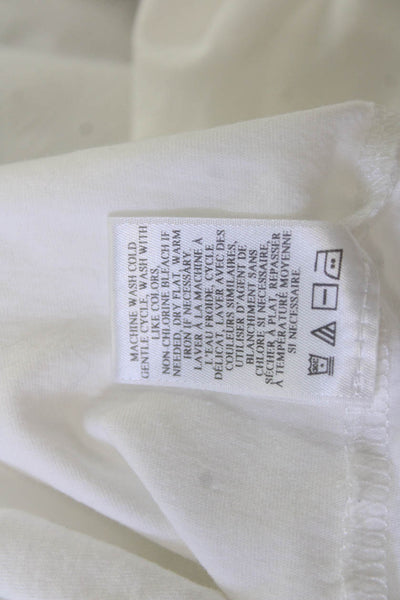 MACHINE WASH COLD
GENTLE CYCLE, WASH WITH
LIKE COLORS,
NON-CHLORINE BLEACH IF
NEEDED, DRY FLAT, WARM
IRON IF NECESSARY.
LAVER À LA MACHINE À
L'EAU FROIDE CYCLE
DÉLICAT, LAVER AVEC DES
COULEURS SIMILAIRES,
UTILISER AGENT DE
BLANCHIMENT SANS
CHLORE SI NÉCESSAIRE,
SÉCHER À PLAT, REPASSER
À TEMPÉRATURE MOYENNE
SI NÉCESSAIRE.